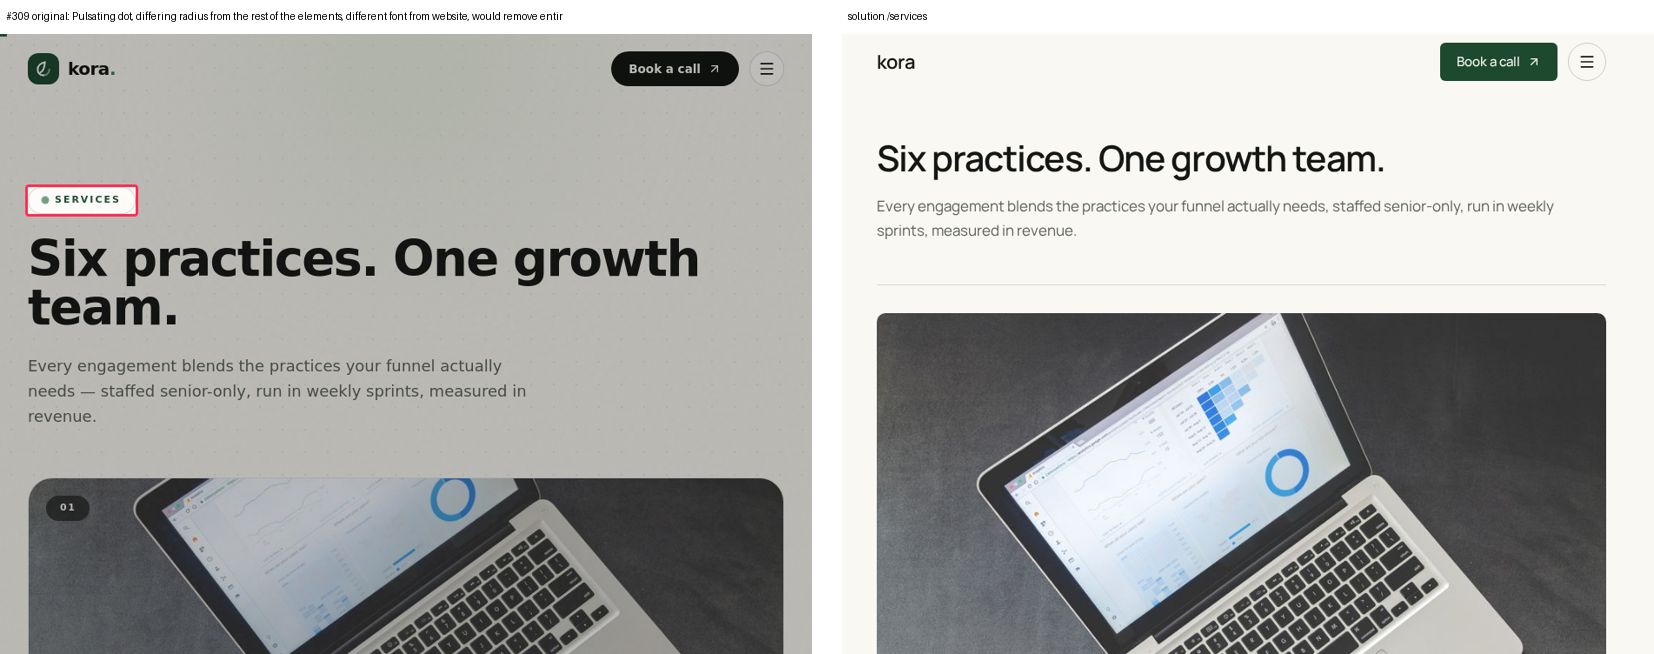 #309 original: Pulsating dot, differing radius from the rest of the elements, different font from website, would remove entir
solution /services
kora.
Book a call
SERVICES
Six practices. One growth
team.
Every engagement blends the practices your funnel actually
needs — staffed senior-only, run in weekly sprints, measured in
revenue.
01
kora
Book a call
Six practices. One growth team.
Every engagement blends the practices your funnel actually needs, staffed senior-only, run in weekly
sprints, measured in revenue.